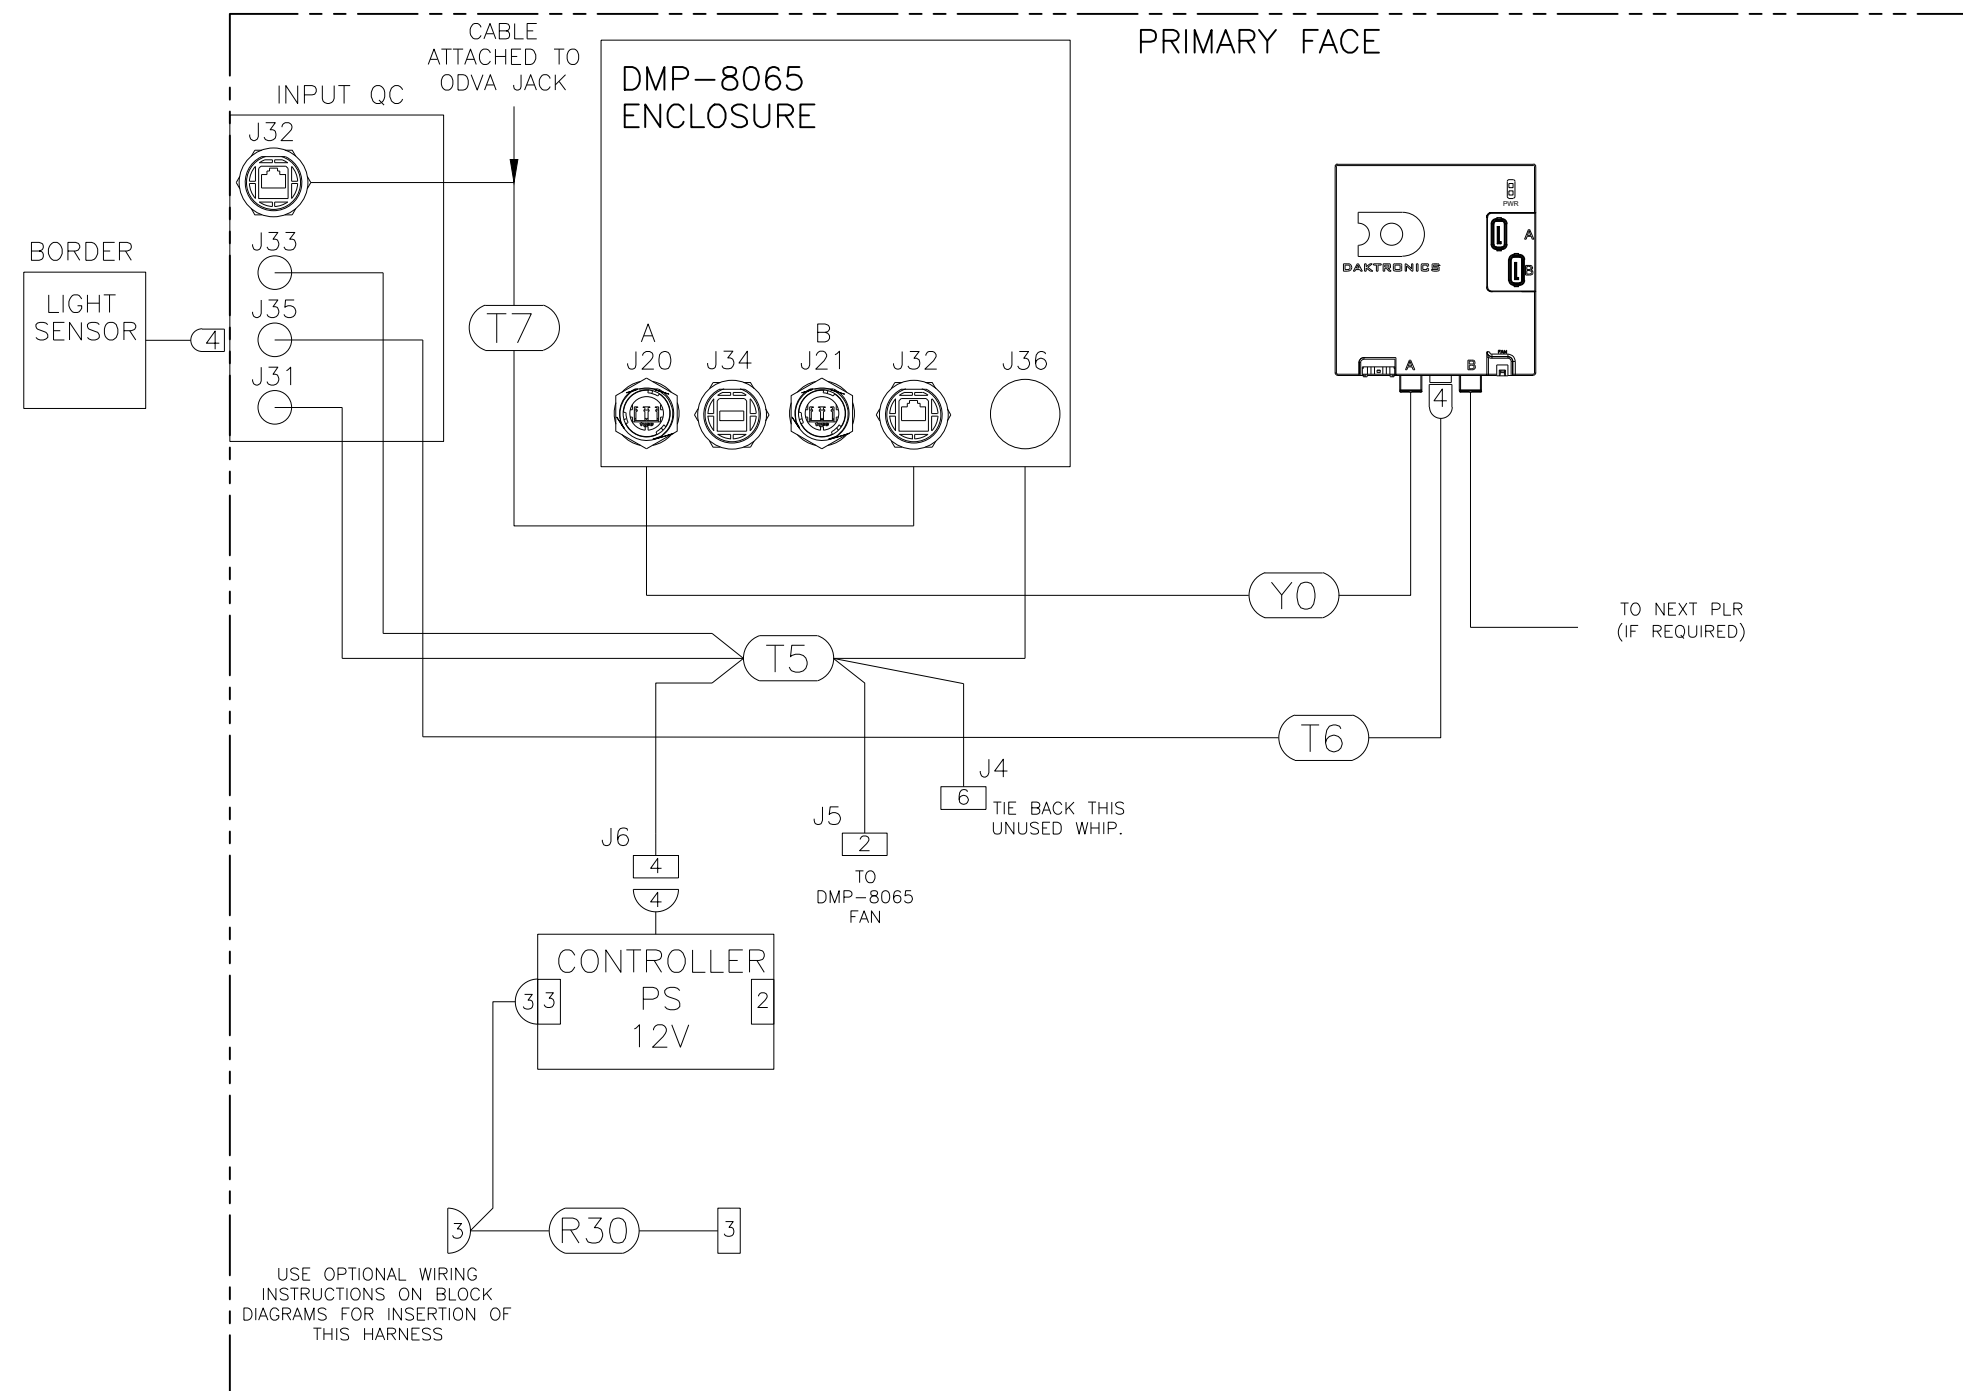 PRIMARY FACE
CABLE
ATTACHED TO
ODVA JACK
DMP-8065
ENCLOSURE
INPUT QC
J32
J33
J35
J31
BORDER
LIGHT
SENSOR
4
T7
A
J20
J34
B
J21
J32
J36
PWR
A
B
DAKTRONICS
FAN
A
B
4
Y0
TO NEXT PLR
(IF REQUIRED)
T5
T6
J4
6
TIE BACK THIS
UNUSED WHIP.
J5
2
TO
DMP-8065
FAN
J6
4
4
CONTROLLER
PS
12V
3
3
2
3
R30
3
USE OPTIONAL WIRING
INSTRUCTIONS ON BLOCK
DIAGRAMS FOR INSERTION OF
THIS HARNESS